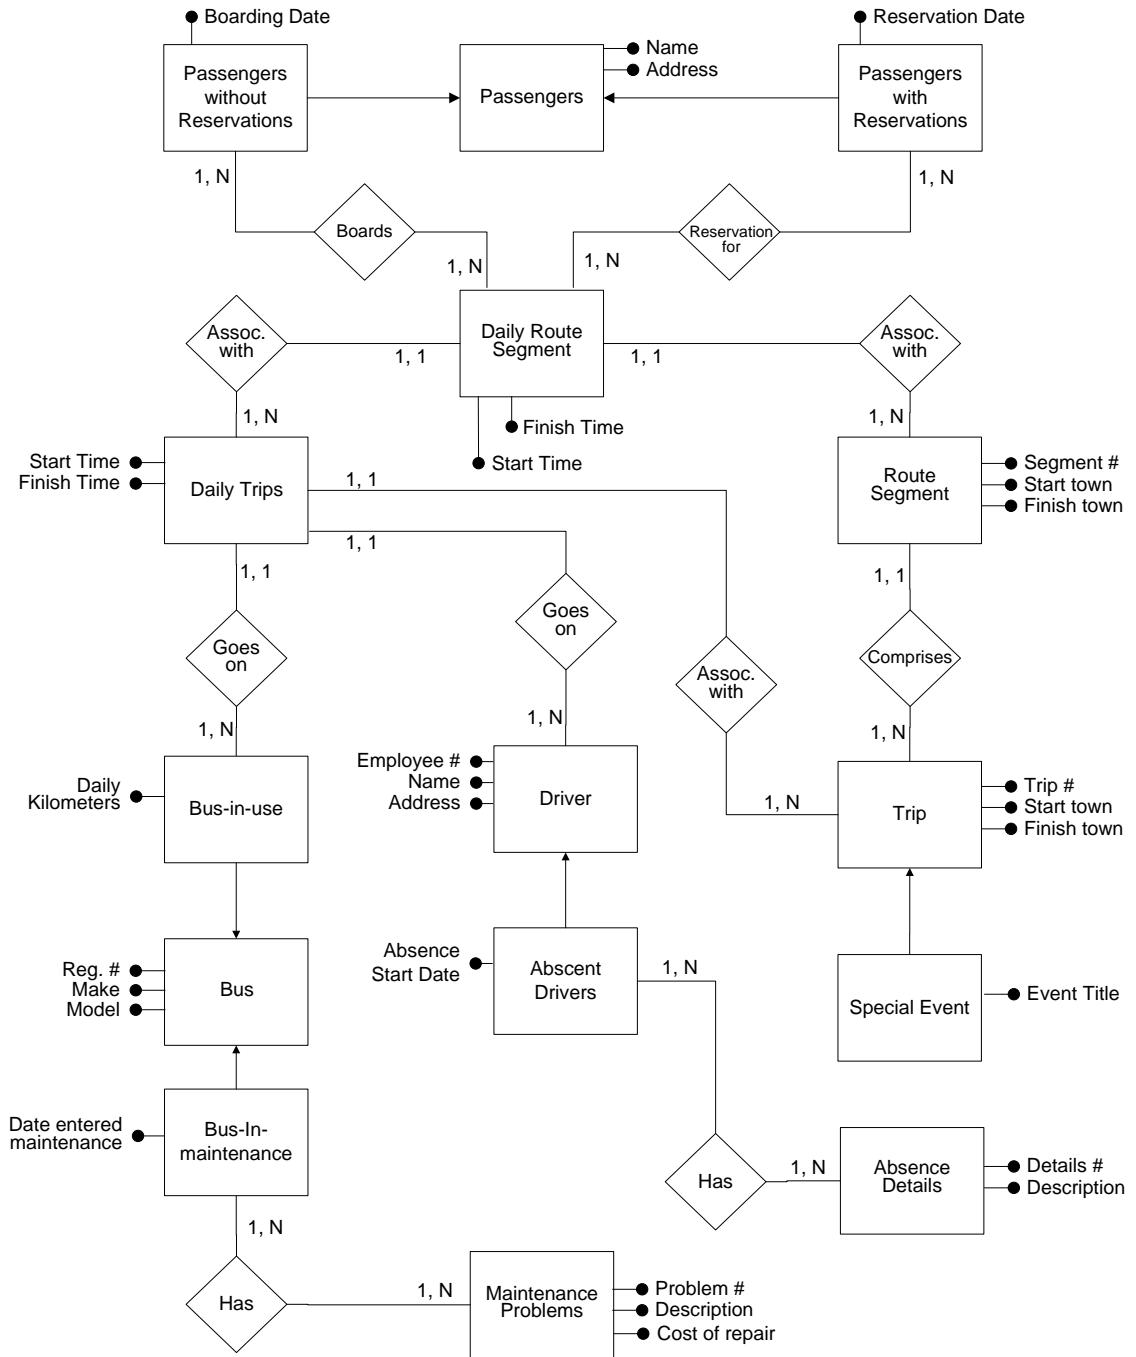 Boarding Date
Reservation Date
Passengers
without
Reservations
Passengers
Name
Address
Passengers
with
Reservations
1, N
1, N
Boards
Reservation
for
1, N
1, N
Assoc.
with
1, 1
Daily Route
Segment
1, 1
Assoc.
with
Finish Time
Start Time
1, N
1, N
Start Time
Finish Time
Daily Trips
1, 1
1, 1
Route
Segment
Segment #
Start town
Finish town
1, 1
1, 1
Goes
on
Goes
on
Assoc.
with
Comprises
1, N
1, N
1, N
Daily
Kilometers
Bus-in-use
Employee #
Name
Address
Driver
1, N
Trip
Trip #
Start town
Finish town
Reg. #
Make
Model
Bus
Absence
Start Date
Abscent
Drivers
1, N
Special Event
Event Title
Date entered
maintenance
Bus-In-
maintenance
Has
1, N
Absence
Details
Details #
Description
1, N
Has
1, N
Maintenance
Problems
Problem #
Description
Cost of repair